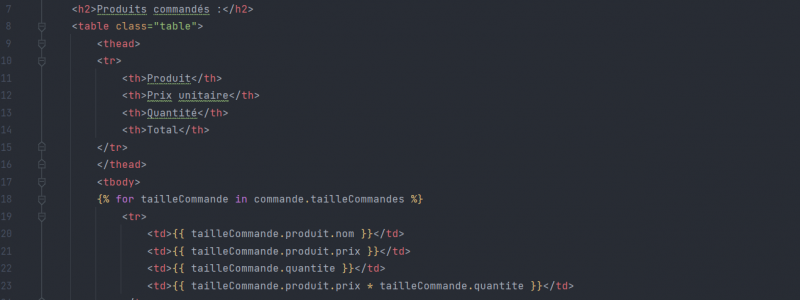 7 <h2>Produits commandés :</h2>
8 <table class="table">
9 <thead>
10 <tr>
11 <th>Produit</th>
12 <th>Prix unitaire</th>
13 <th>Quantité</th>
14 <th>Total</th>
15 </tr>
16 </thead>
17 <tbody>
18 {% for tailleCommande in commande.tailleCommandes %}
19 <tr>
20 <td>{{ tailleCommande.produit.nom }}</td>
21 <td>{{ tailleCommande.produit.prix }}</td>
22 <td>{{ tailleCommande.quantite }}</td>
23 <td>{{ tailleCommande.produit.prix * tailleCommande.quantite }}</td>